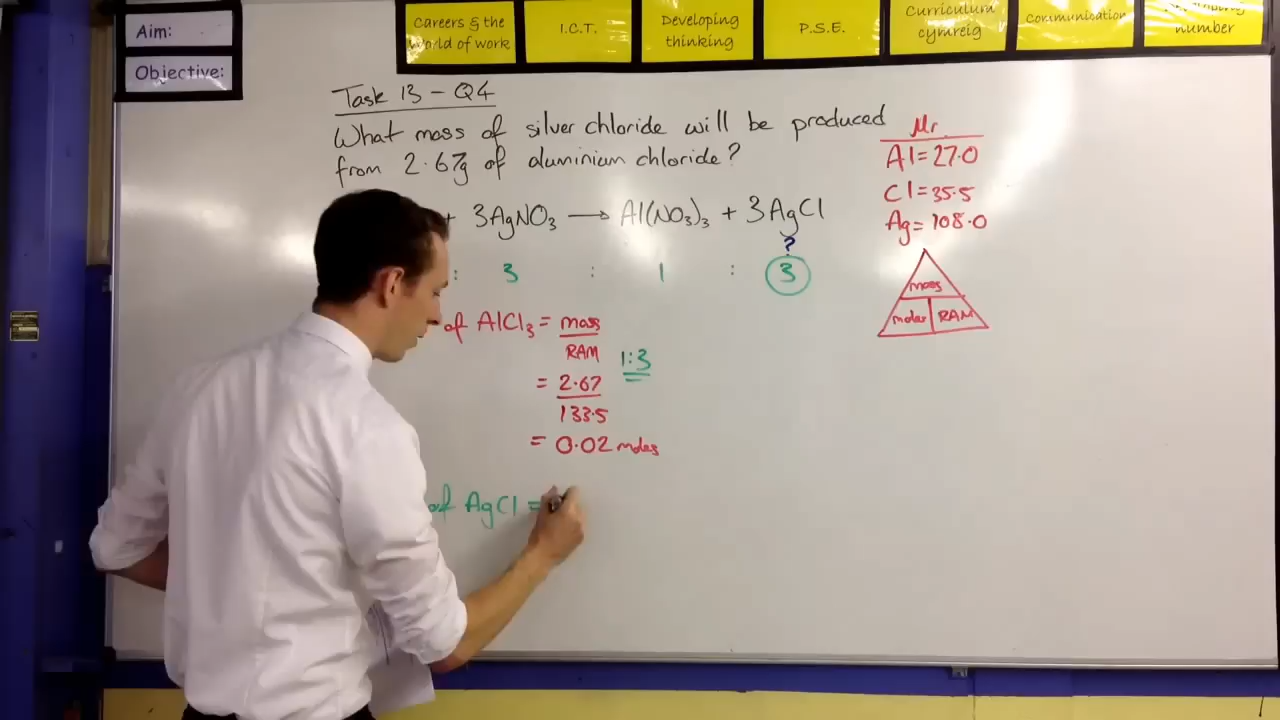 Aim:
Objective:
Careers & the
World of work
I.C.T.
Developing
thinking
P.S.E.
Curriculum
cymreig
Communication
number
Task 13 - Q4
What mass of silver chloride will be produced
from 2.67g of aluminium chloride?
+ 3AgNO₃ → Al(NO₃)₃ + 3AgCl
?
: 3 : 1 : 3
of AlCl₃ = mass
RAM
1:3
= 2.67
133.5
= 0.02 moles
of AgCl =
Mr
Al = 27.0
Cl = 35.5
Ag = 108.0
mass
moles RAM